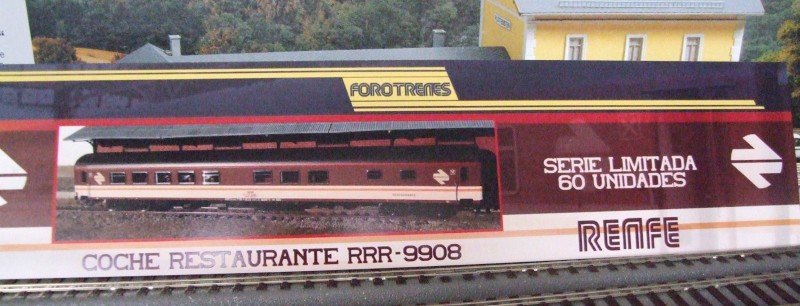 FOROTRENES
SERIE LIMITADA
60 UNIDADES
RENFE
COCHE RESTAURANTE RRR-9908